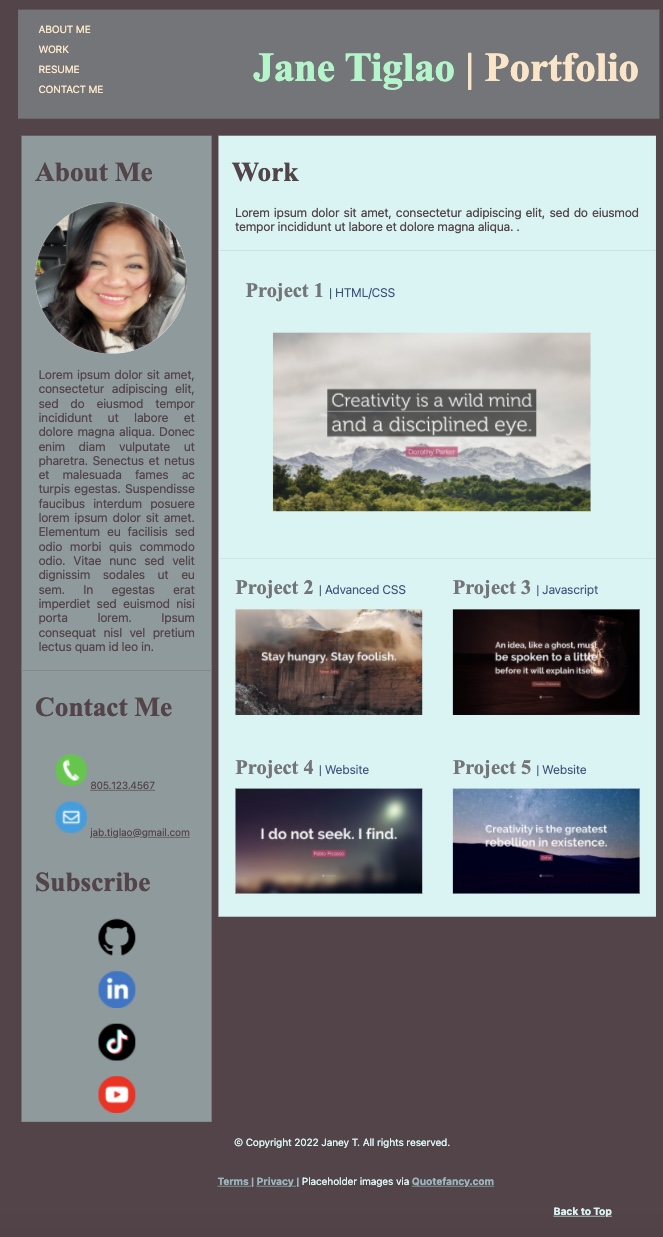 ABOUT ME
WORK
RESUME
CONTACT ME
Jane Tiglao | Portfolio
About Me
Lorem ipsum dolor sit amet,
consectetur adipiscing elit,
sed do eiusmod tempor
incididunt ut labore et
dolore magna aliqua. Donec
enim diam vulputate ut
pharetra. Senectus et netus
et malesuada fames ac
turpis egestas. Suspendisse
faucibus interdum posuere
lorem ipsum dolor sit amet.
Elementum eu facilisis sed
odio morbi quis commodo
odio. Vitae nunc sed velit
dignissim sodales ut eu
sem. In egestas erat
imperdiet sed euismod nisi
porta lorem. Ipsum
consequat nisl vel pretium
lectus quam id leo in.
Contact Me
805.123.4567
jab.tiglao@gmail.com
Subscribe
in
Work
Lorem ipsum dolor sit amet, consectetur adipiscing elit, sed do eiusmod
tempor incididunt ut labore et dolore magna aliqua. .
Project 1 | HTML/CSS
Creativity is a wild mind
and a disciplined eye.
Dorothy Parker
Project 2 | Advanced CSS
Stay hungry. Stay foolish.
Project 3 | Javascript
An idea, like a ghost, must
be spoken to a little
before it will explain itself.
Project 4 | Website
I do not seek. I find.
Pablo Picasso
Project 5 | Website
Creativity is the greatest
rebellion in existence.
© Copyright 2022 Janey T. All rights reserved.
Terms | Privacy | Placeholder images via Quotefancy.com
Back to Top